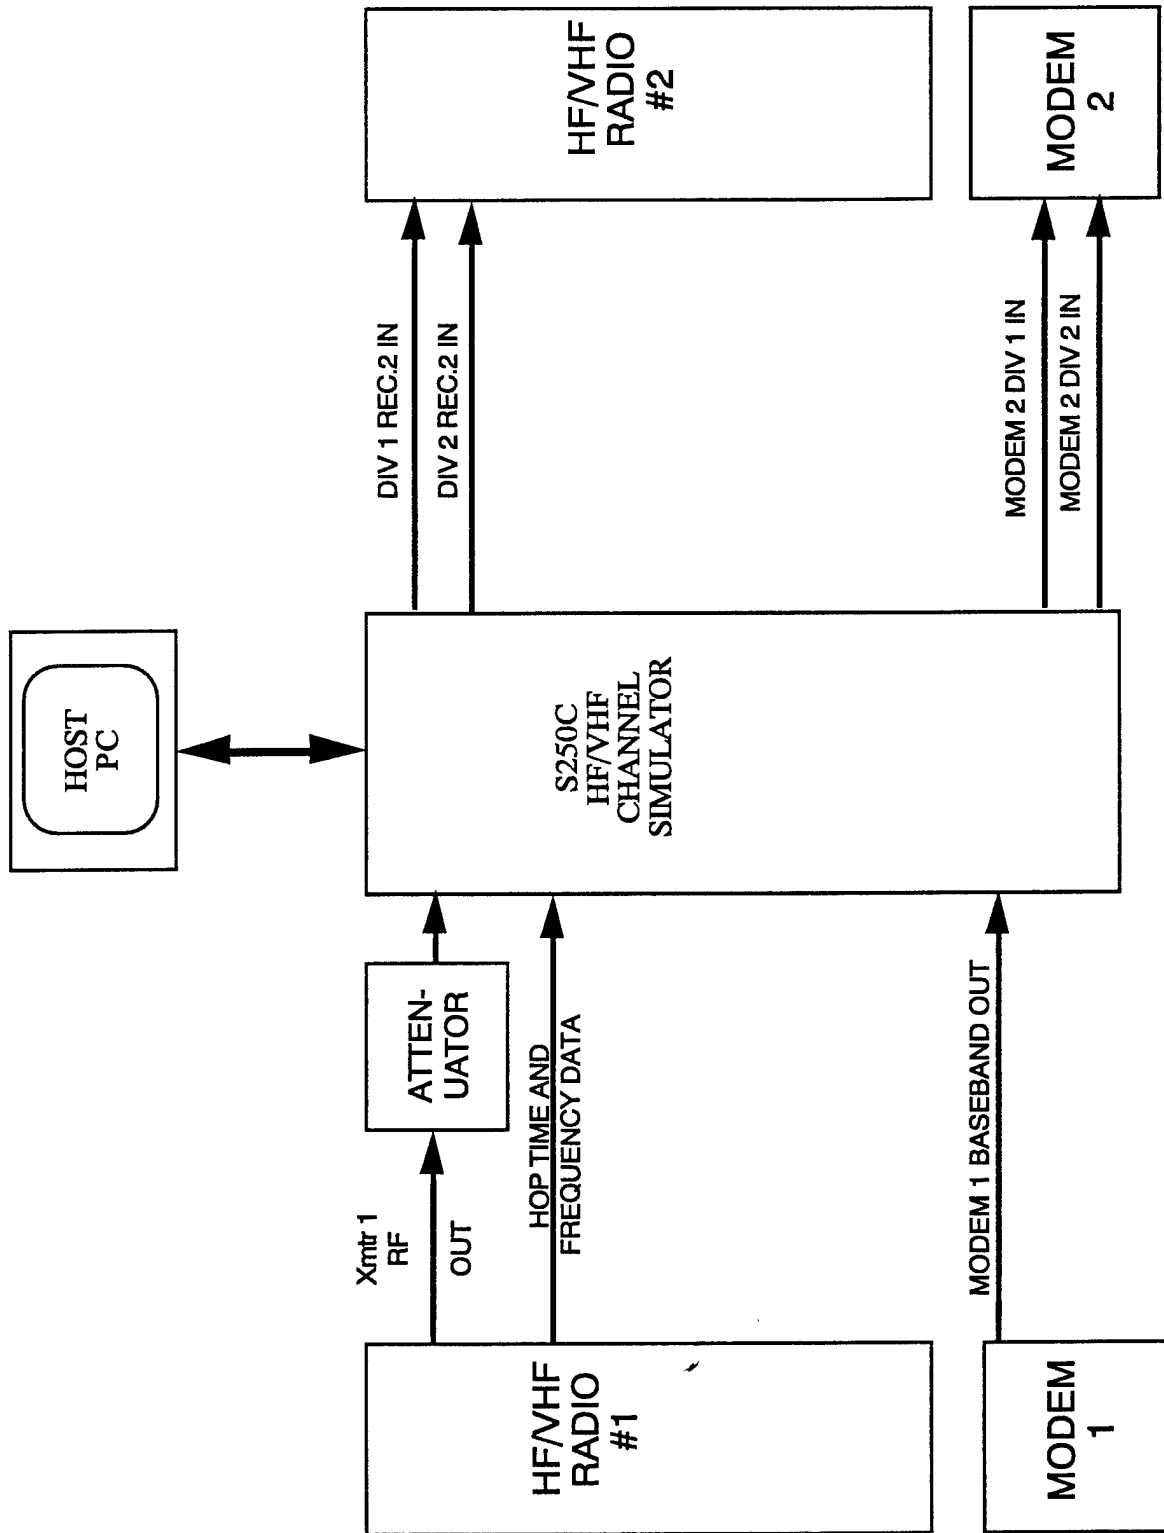 HOST
PC
Xmtr 1
RF
OUT
ATTEN-
UATOR
HOP TIME AND
FREQUENCY DATA
MODEM 1 BASEBAND OUT
HF/VHF
RADIO
#1
MODEM
1
S250C
HF/VHF
CHANNEL
SIMULATOR
DIV 1 REC.2 IN
DIV 2 REC.2 IN
MODEM 2 DIV 1 IN
MODEM 2 DIV 2 IN
HF/VHF
RADIO
#2
MODEM
2